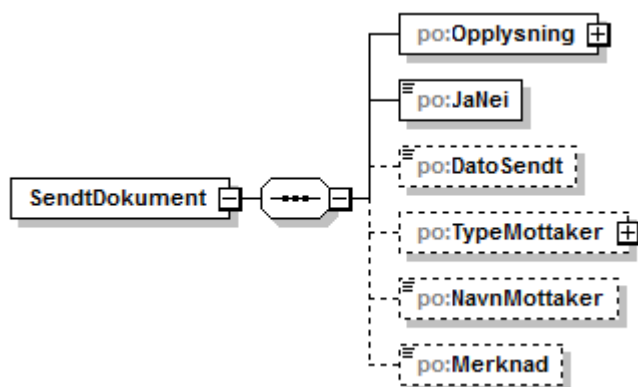 po:Opplysning
po:JaNei
po:DatoSendt
SendtDokument
po:TypeMottaker
po:NavnMottaker
po:Merknad